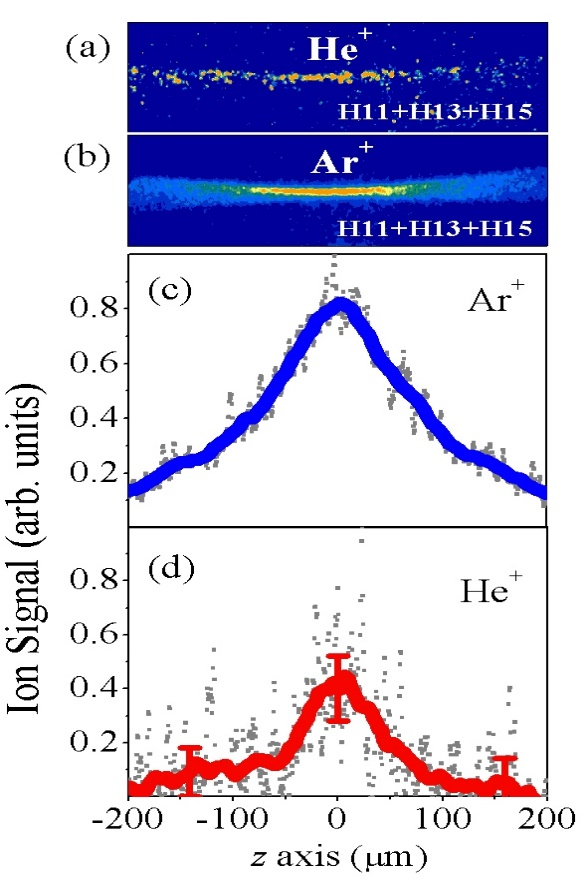 (a)
He+
H11+H13+H15
(b)
Ar+
H11+H13+H15
(c)
Ar+
0.8
0.6
0.4
0.2
Ion Signal (arb. units)
(d)
He+
0.8
0.6
0.4
0.2
-200 -100 0 100 200
z axis (μm)